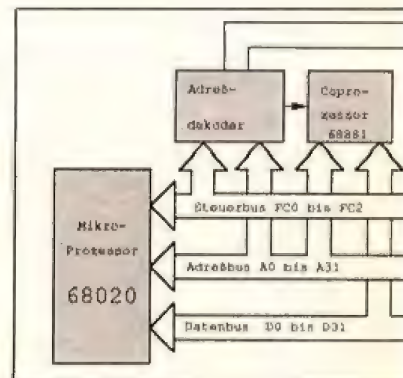 Adreß-
dekoder
Copro-
zessor
68881
Steuerbus FC0 bis FC2
Mikro-
Prozessor
68020
Adreßbus A0 bis A31
Datenbus D0 bis D31